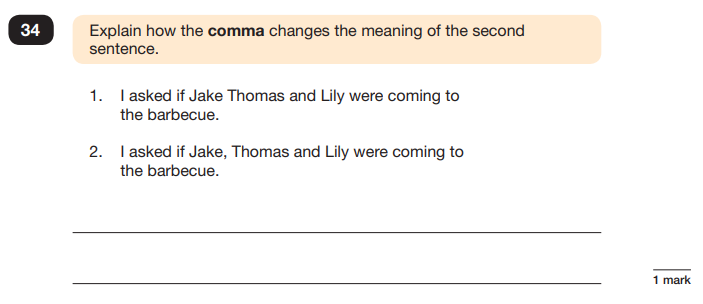 34
Explain how the comma changes the meaning of the second
sentence.
1. I asked if Jake Thomas and Lily were coming to
the barbecue.
2. I asked if Jake, Thomas and Lily were coming to
the barbecue.
1 mark